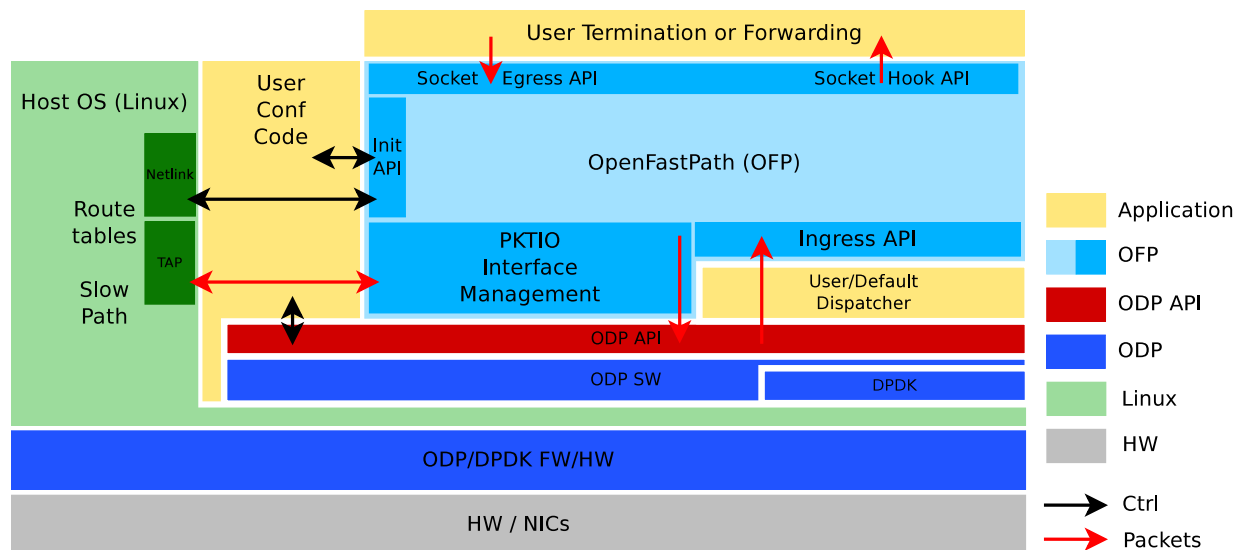 User Termination or Forwarding
Socket Egress API
Socket Hook API
Host OS (Linux)
User
Conf
Code
Init
API
OpenFastPath (OFP)
Netlink
Route
tables
TAP
Slow
Path
PKTIO
Interface
Management
Ingress API
User/Default
Dispatcher
ODP API
ODP SW
DPDK
ODP/DPDK FW/HW
HW / NICs
Application
OFP
ODP API
ODP
Linux
HW
Ctrl
Packets